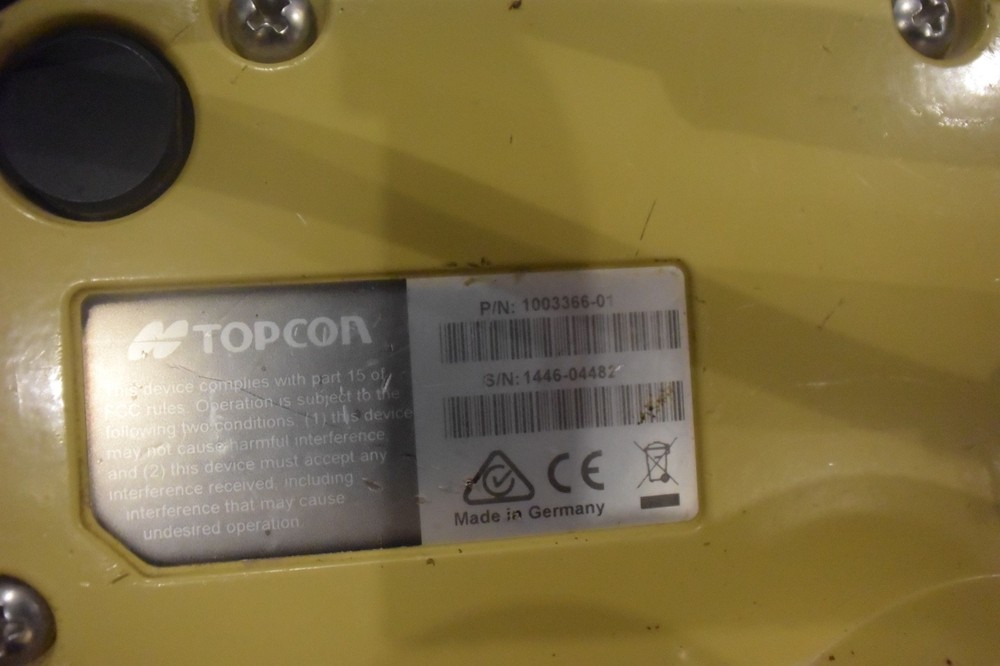 TOPCON
This device complies with part 15 of
FCC rules. Operation is subject to the
following two conditions: (1) this device
may not cause harmful interference
and (2) this device must accept any
interference received, including
interference that may cause
undesired operation.
P/N: 1003366-01
S/N: 1446-04482
CE
Made in Germany